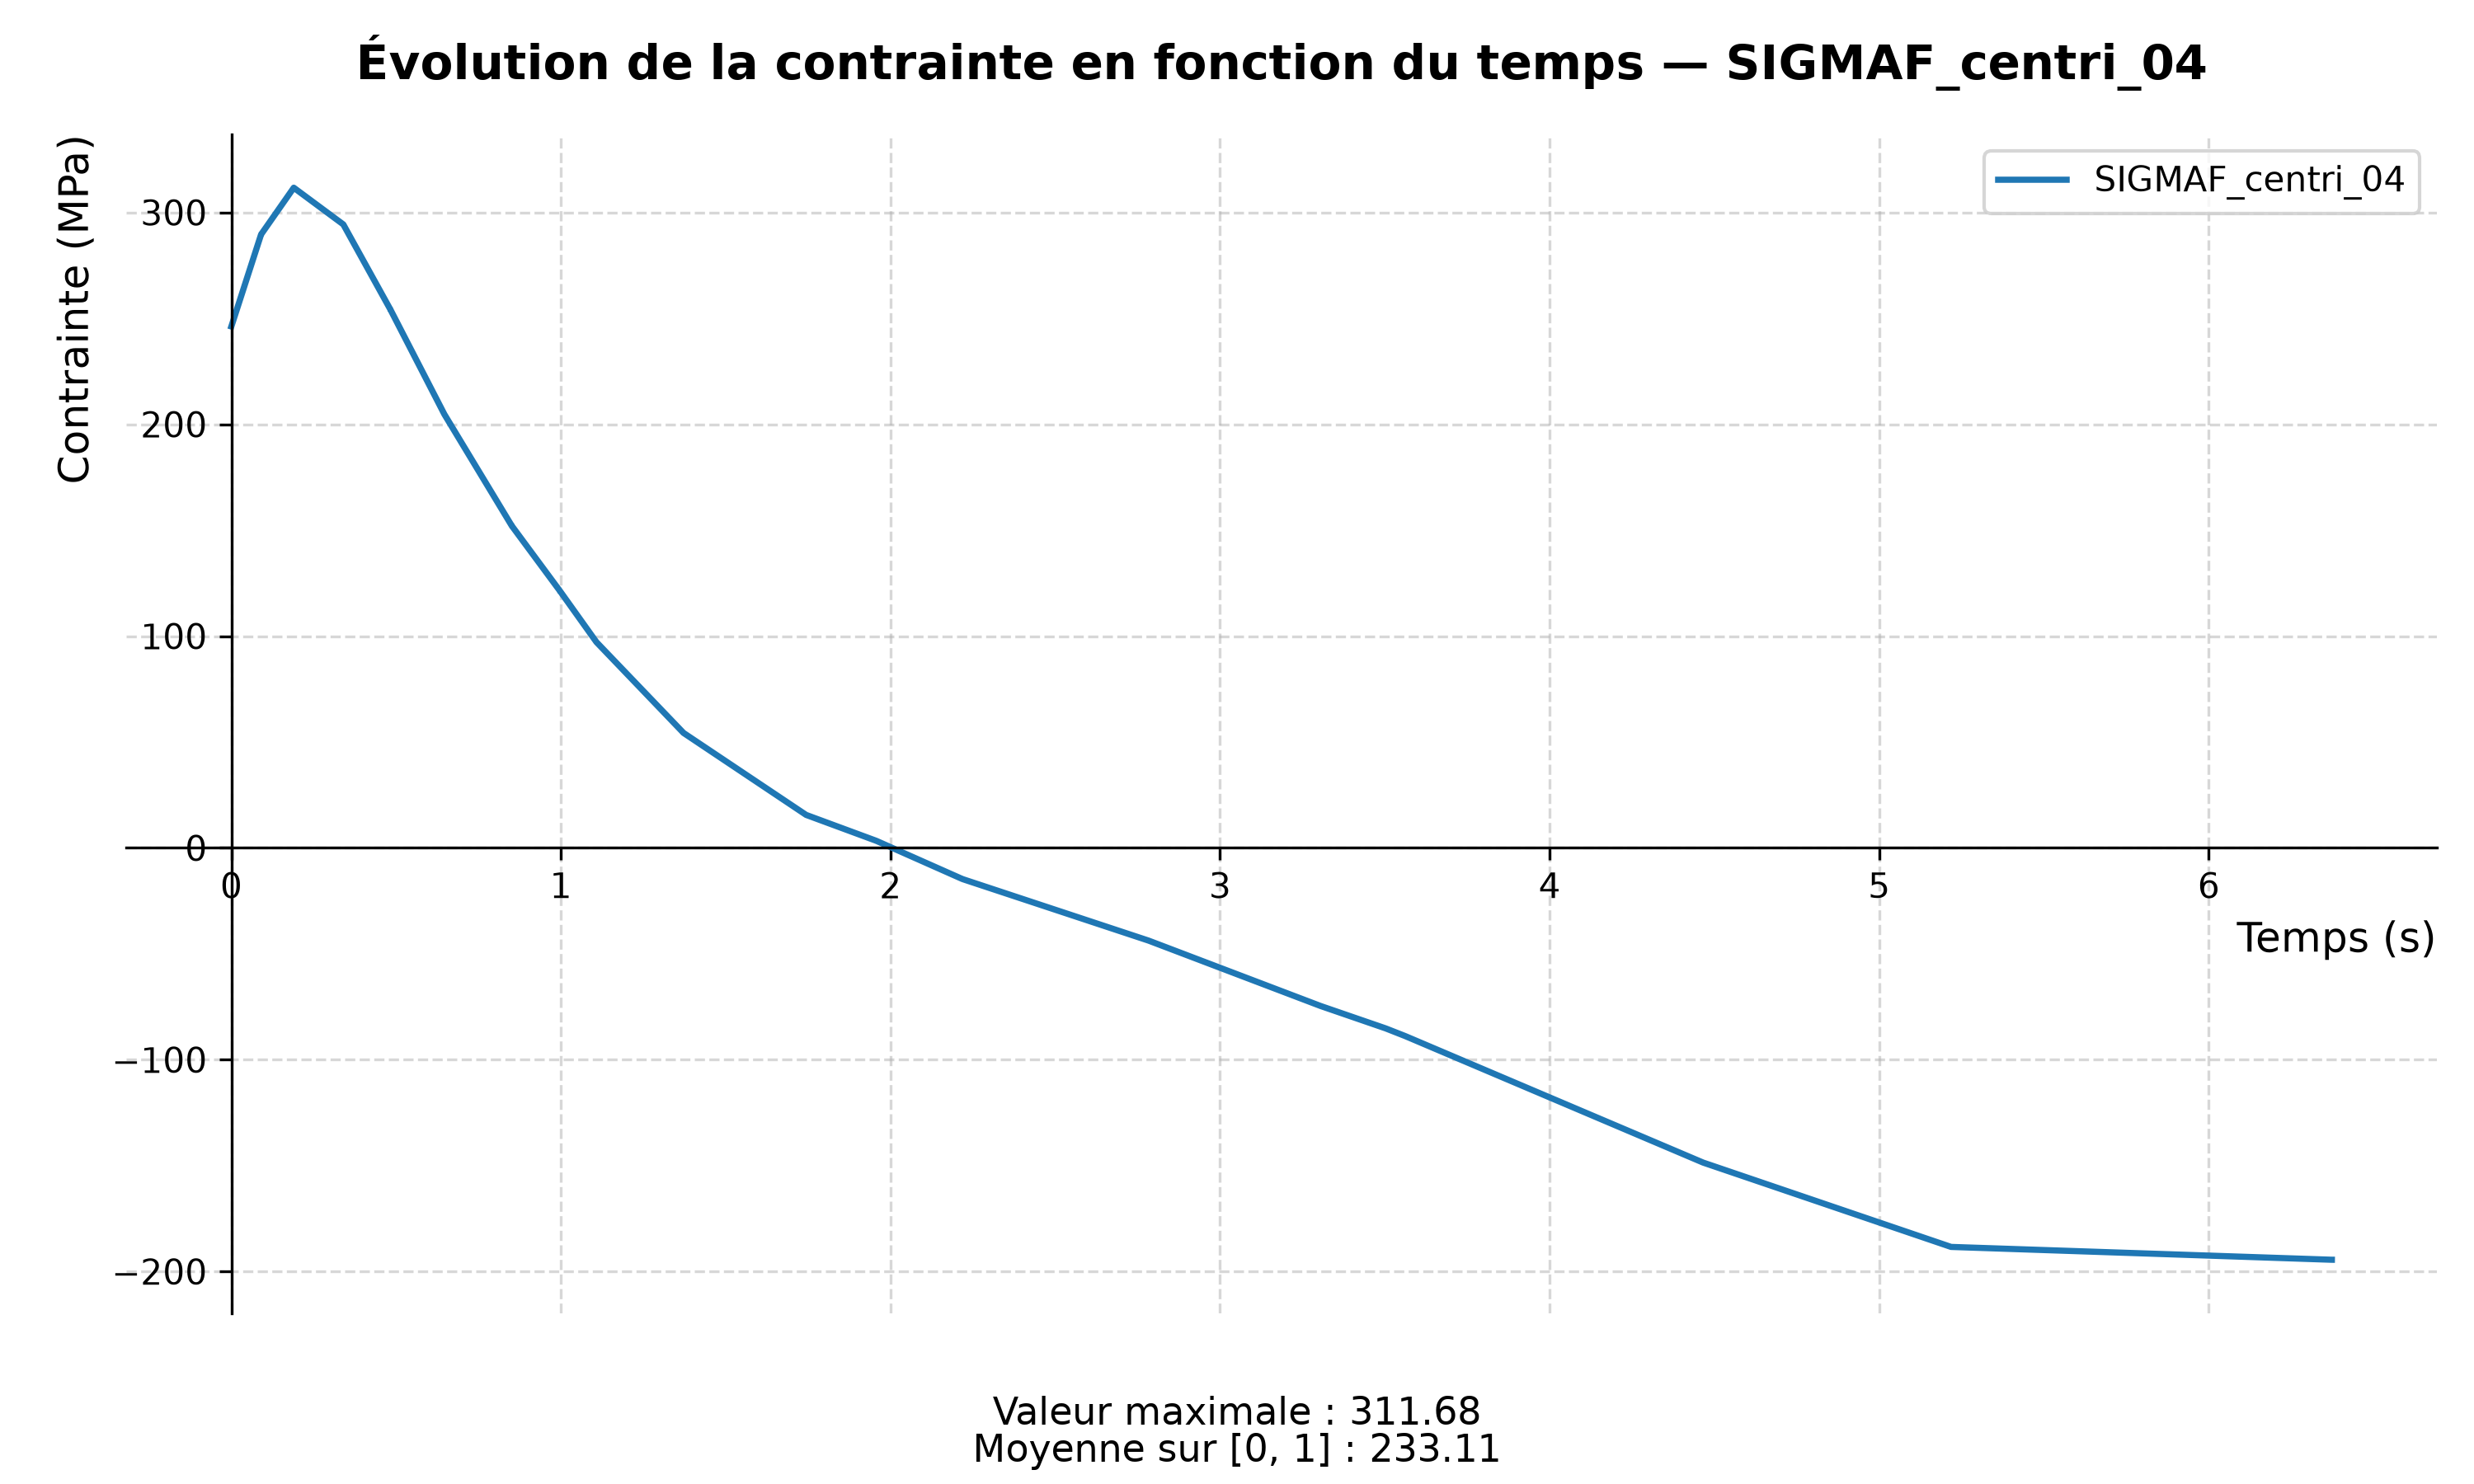 Évolution de la contrainte en fonction du temps — SIGMAF_centri_04
Contrainte (MPa)
SIGMAF_centri_04
300
200
100
0
−100
−200
0 1 2 3 4 5 6
Temps (s)
Valeur maximale : 311.68
Moyenne sur [0, 1] : 233.11